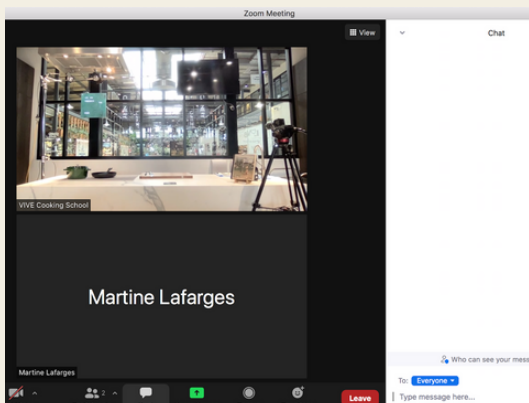 Zoom Meeting
View
Chat
VIVE Cooking School
Martine Lafarges
Martine Lafarges
Who can see your mess
To: Everyone
2
Leave
Type message here...